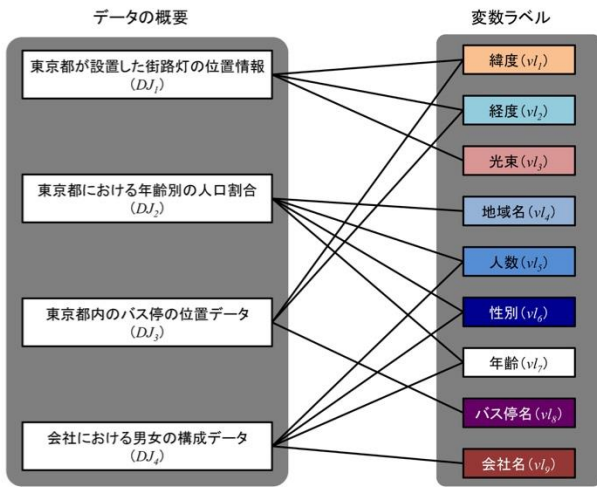 データの概要
東京都が設置した街路灯の位置情報
(DJ1)
東京都における年齢別の人口割合
(DJ2)
東京都内のバス停の位置データ
(DJ3)
会社における男女の構成データ
(DJ4)
変数ラベル
緯度(vl1)
経度(vl2)
光束(vl3)
地域名(vl4)
人数(vl5)
性別(vl6)
年齢(vl7)
バス停名(vl8)
会社名(vl9)